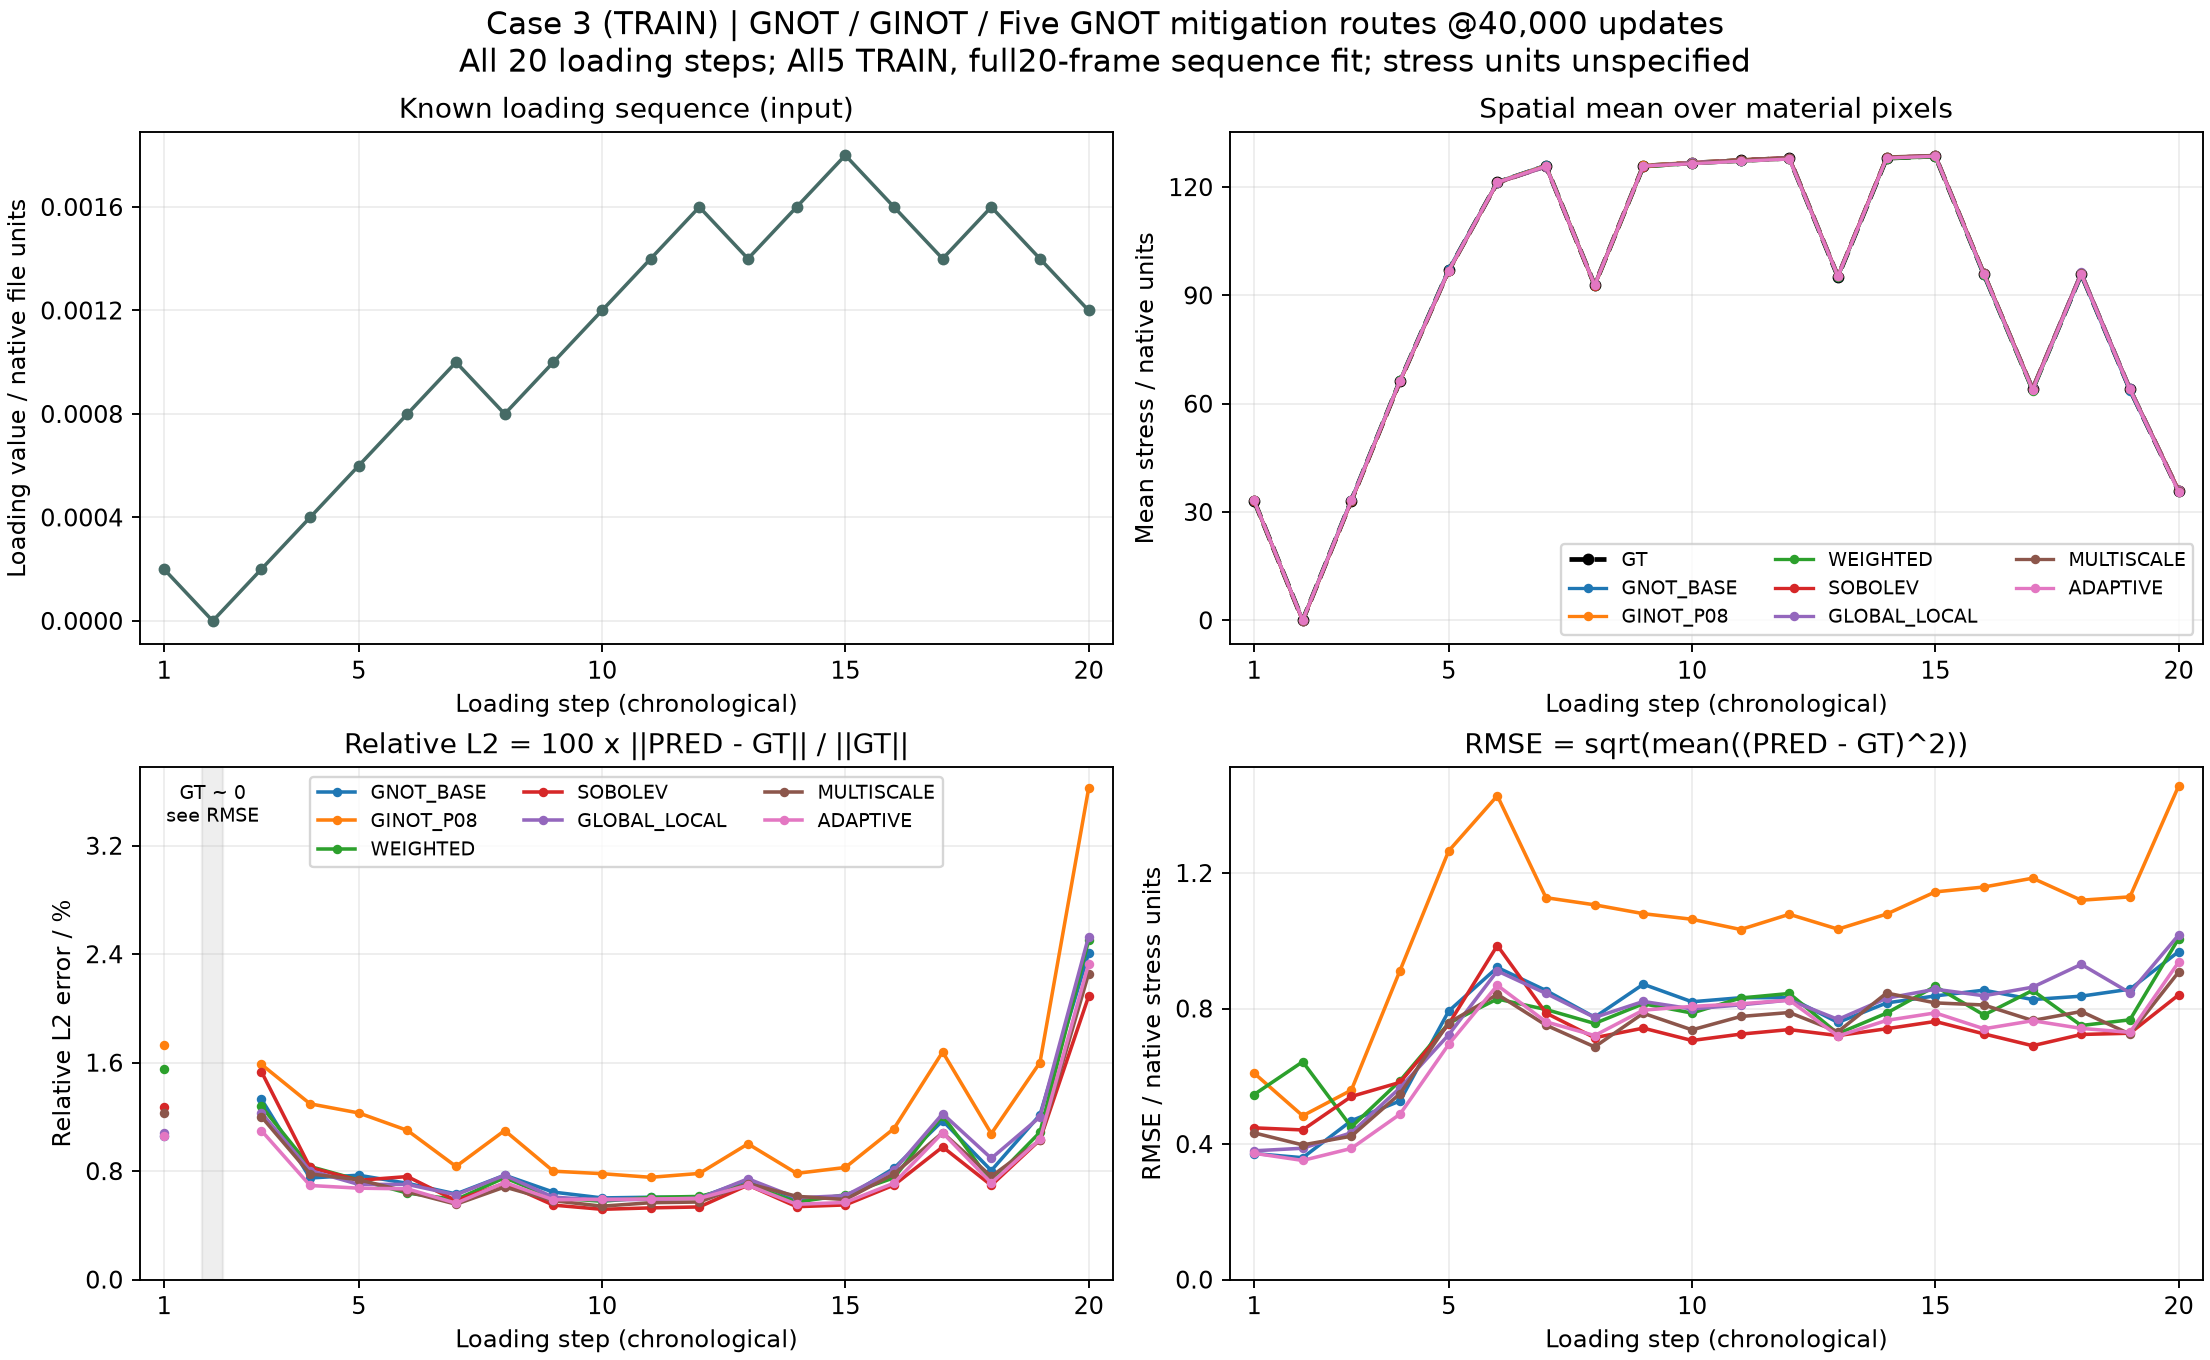 Case 3 (TRAIN) | GNOT / GINOT / Five GNOT mitigation routes @40,000 updates
All 20 loading steps; All5 TRAIN, full20-frame sequence fit; stress units unspecified
Known loading sequence (input)
Loading value / native file units
0.0016
0.0012
0.0008
0.0004
0.0000
1 5 10 15 20
Loading step (chronological)
Spatial mean over material pixels
Mean stress / native units
120
90
60
30
0
GT WEIGHTED MULTISCALE
GNOT_BASE SOBOLEV ADAPTIVE
GINOT_P08 GLOBAL_LOCAL
1 5 10 15 20
Loading step (chronological)
Relative L2 = 100 x ||PRED - GT|| / ||GT||
Relative L2 error / %
GT ~ 0
see RMSE
GNOT_BASE SOBOLEV MULTISCALE
GINOT_P08 GLOBAL_LOCAL ADAPTIVE
WEIGHTED
3.2
2.4
1.6
0.8
0.0
1 5 10 15 20
Loading step (chronological)
RMSE = sqrt(mean((PRED - GT)^2))
RMSE / native stress units
1.2
0.8
0.4
0.0
1 5 10 15 20
Loading step (chronological)